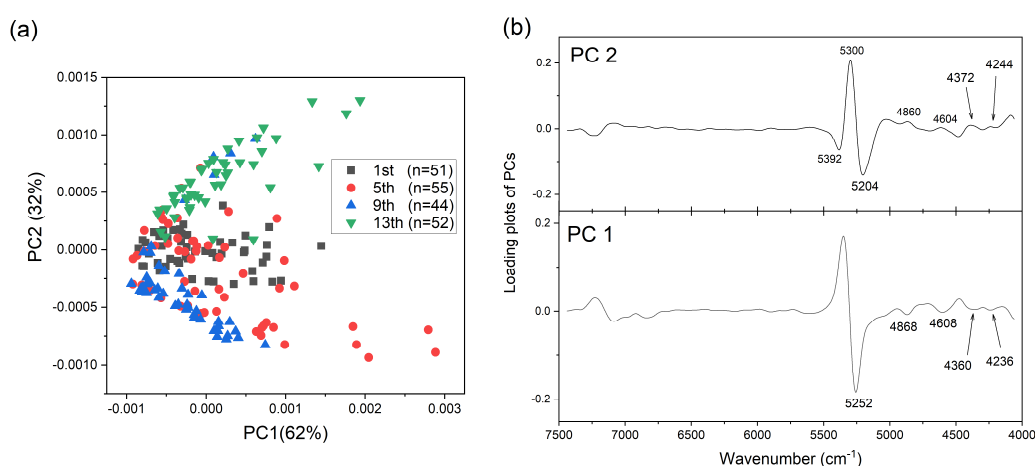 (a)
0.0015
0.0010
0.0005
0.0000
-0.0005
-0.0010
PC2 (32%)
1st (n=51)
5th (n=55)
9th (n=44)
13th (n=52)
-0.001 0.000 0.001 0.002 0.003
PC1(62%)
(b)
PC 2
5300
4372
4244
4860
4604
5392
5204
0.2
0.0
-0.2
Loading plots of PCs
PC 1
4868
4608
4360
4236
5252
0.2
0.0
-0.2
7500 7000 6500 6000 5500 5000 4500 4000
Wavenumber (cm-1)